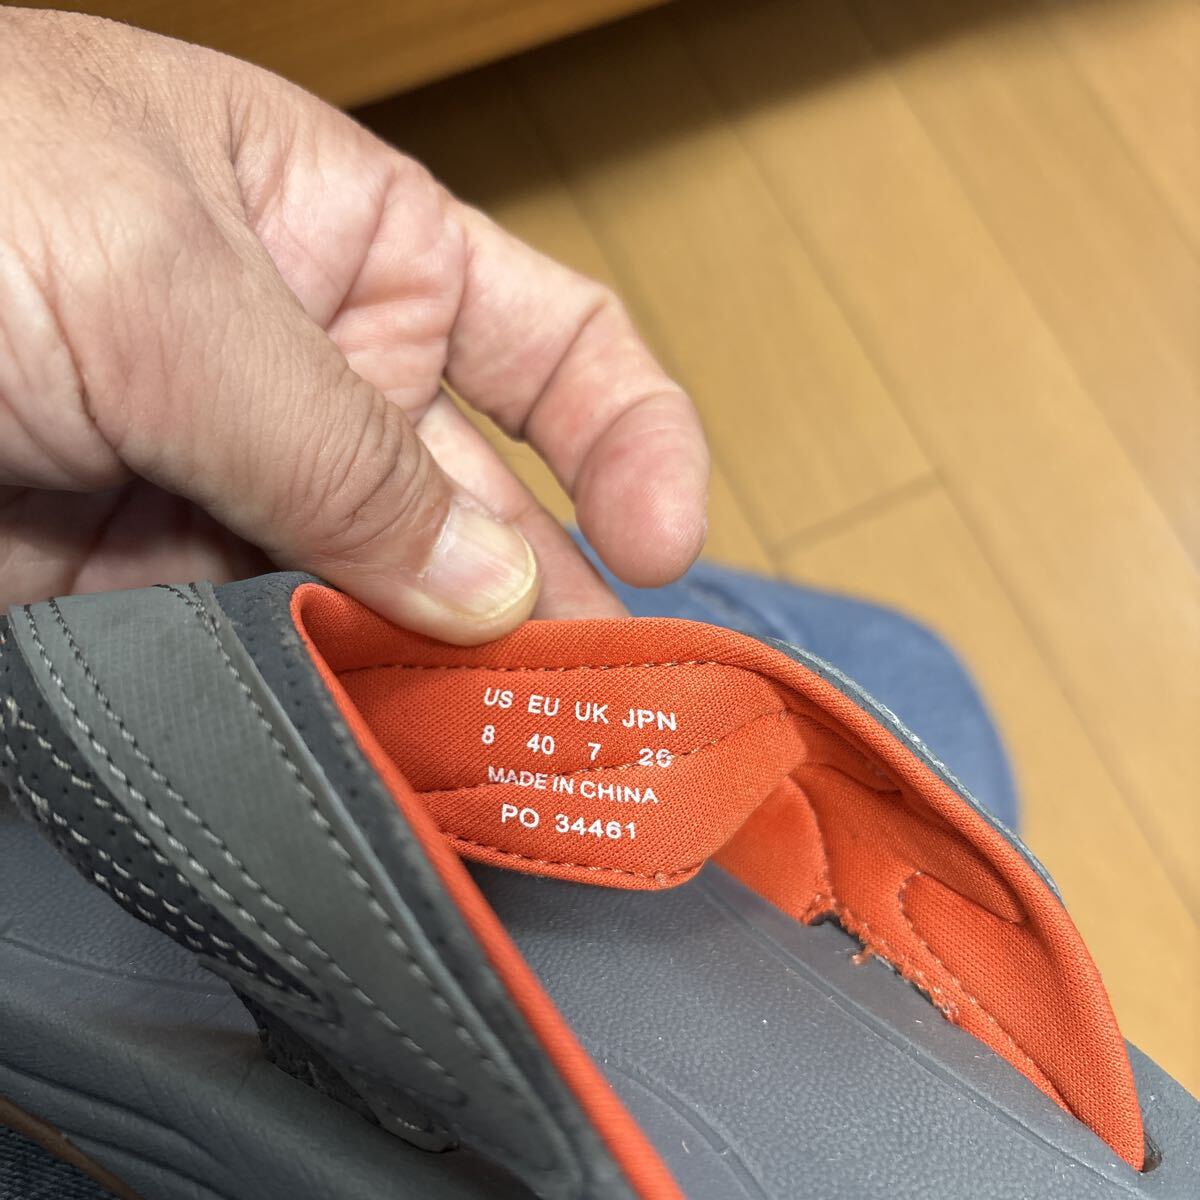 US EU UK JPN
8 40 7 26
MADE IN CHINA
PO 34461